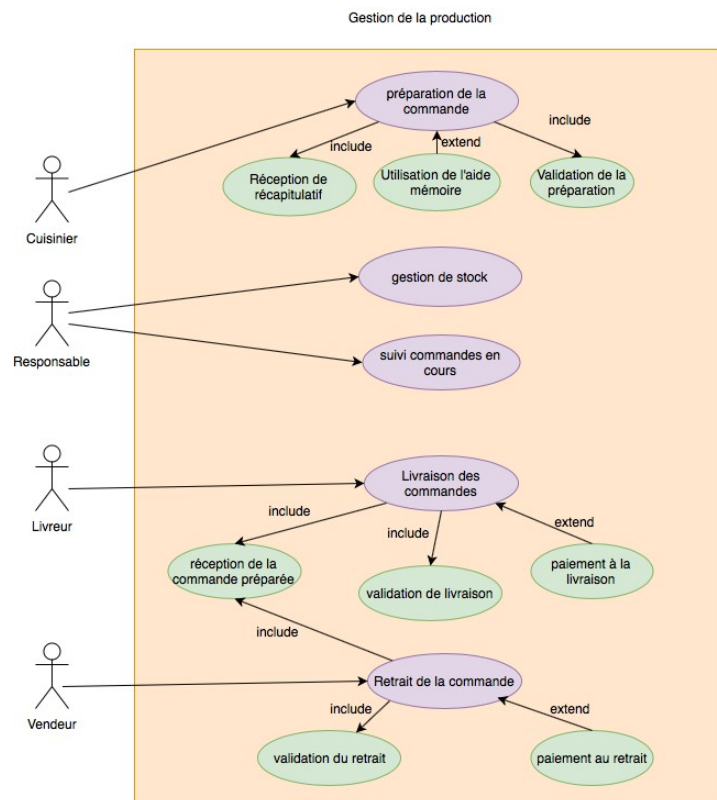 Gestion de la production
préparation de la
commande
include
extend
include
Réception de
récapitulatif
Utilisation de l'aide
mémoire
Validation de la
préparation
Cuisinier
gestion de stock
Responsable
suivi commandes en
cours
Livraison des
commandes
Livreur
include
include
extend
réception de la
commande préparée
validation de livraison
paiement à la
livraison
include
Retrait de la commande
Vendeur
include
extend
validation du retrait
paiement au retrait